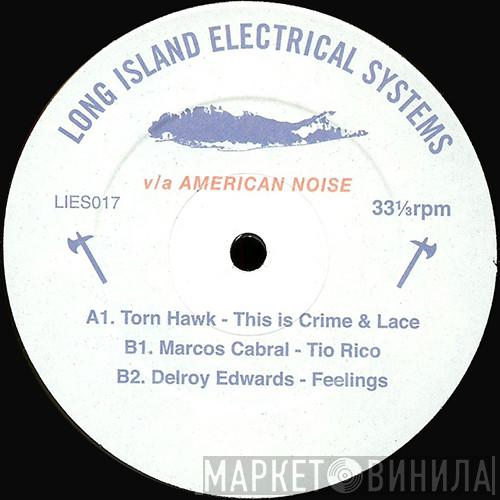 LONG ISLAND ELECTRICAL SYSTEMS
v/a AMERICAN NOISE
LIES017
33⅓rpm
A1. Torn Hawk - This is Crime & Lace
B1. Marcos Cabral - Tio Rico
B2. Delroy Edwards - Feelings
МАРКЕТ ВИНИЛА